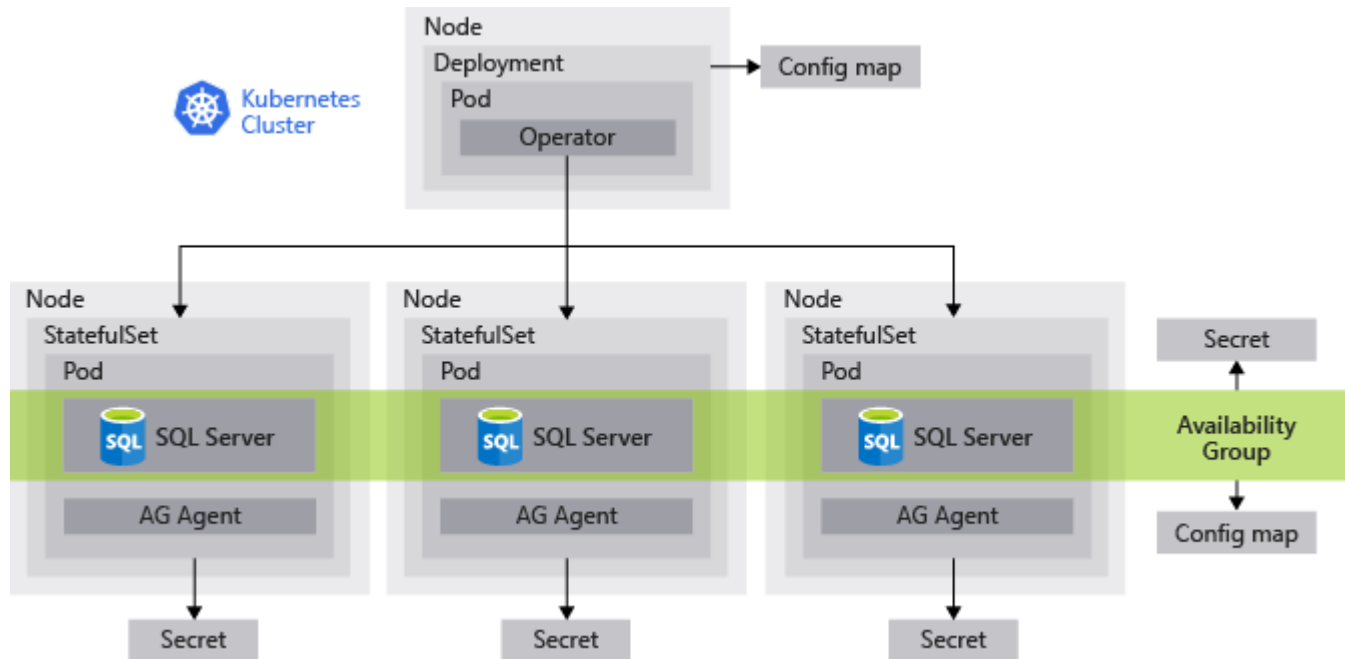 Node
Deployment
Config map
Pod
Kubernetes
Cluster
Operator
Node
Node
Node
StatefulSet
StatefulSet
StatefulSet
Secret
Pod
Pod
Pod
SQL SQL Server
SQL SQL Server
SQL SQL Server
Availability
Group
AG Agent
AG Agent
AG Agent
Config map
Secret
Secret
Secret